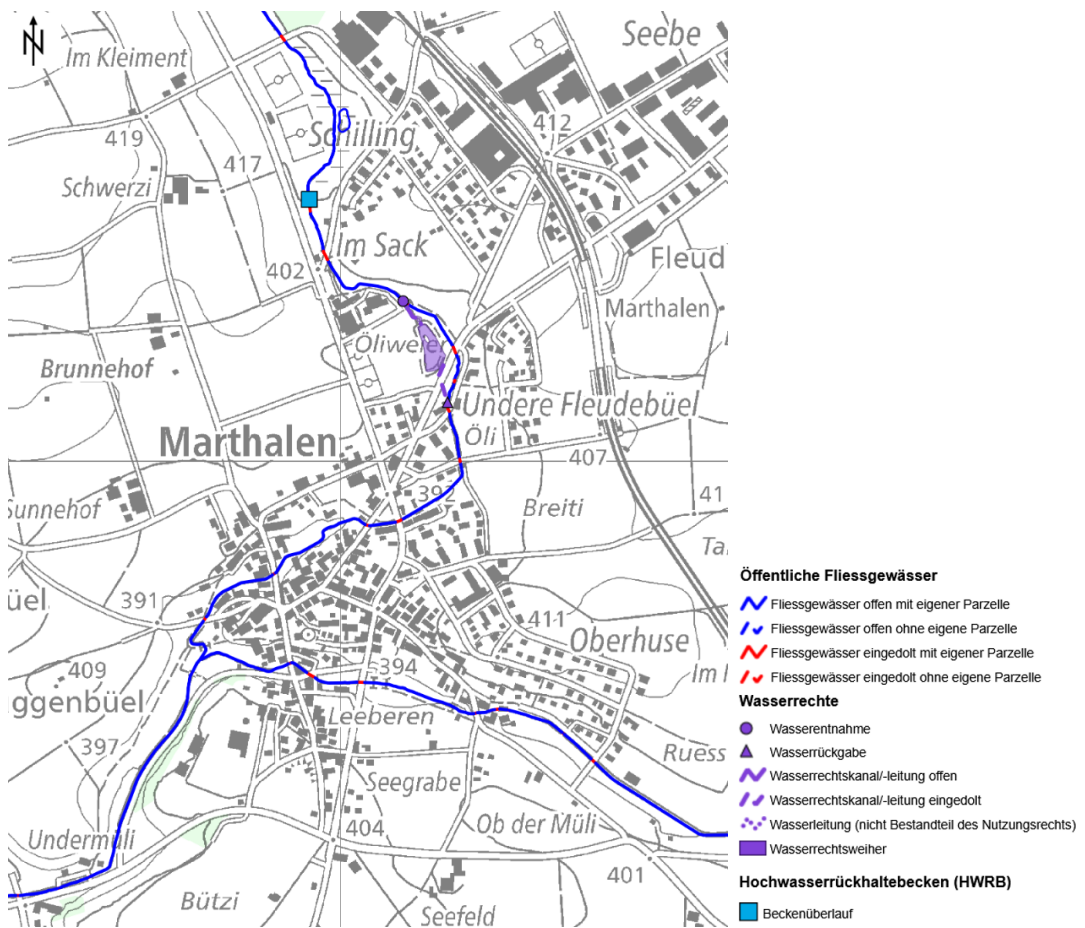 N
Im Kleiment
Seebe
419
Schilling
412
417
Schwerzi
Im Sack
402
Fleud
Marthalen
Öliweier
Brunnehof
Undere Fleudebüel
Marthalen
Öli
407
Sunnehof
392
41
Breiti
Ta
üel
391
411
Oberhuse
409
394
Im
ggenbüel
Leeberen
397
Ruess
Seegrabe
Undermüli
Ob der Müli
404
401
Bützi
Seefeld
Öffentliche Fliessgewässer
Fliessgewässer offen mit eigener Parzelle
Fliessgewässer offen ohne eigene Parzelle
Fliessgewässer eingedolt mit eigener Parzelle
Fliessgewässer eingedolt ohne eigene Parzelle
Wasserrechte
Wasserentnahme
Wasserrückgabe
Wasserrechtskanal/-leitung offen
Wasserrechtskanal/-leitung eingedolt
Wasserleitung (nicht Bestandteil des Nutzungsrechts)
Wasserrechtsweiher
Hochwasserrückhaltebecken (HWRB)
Beckenüberlauf